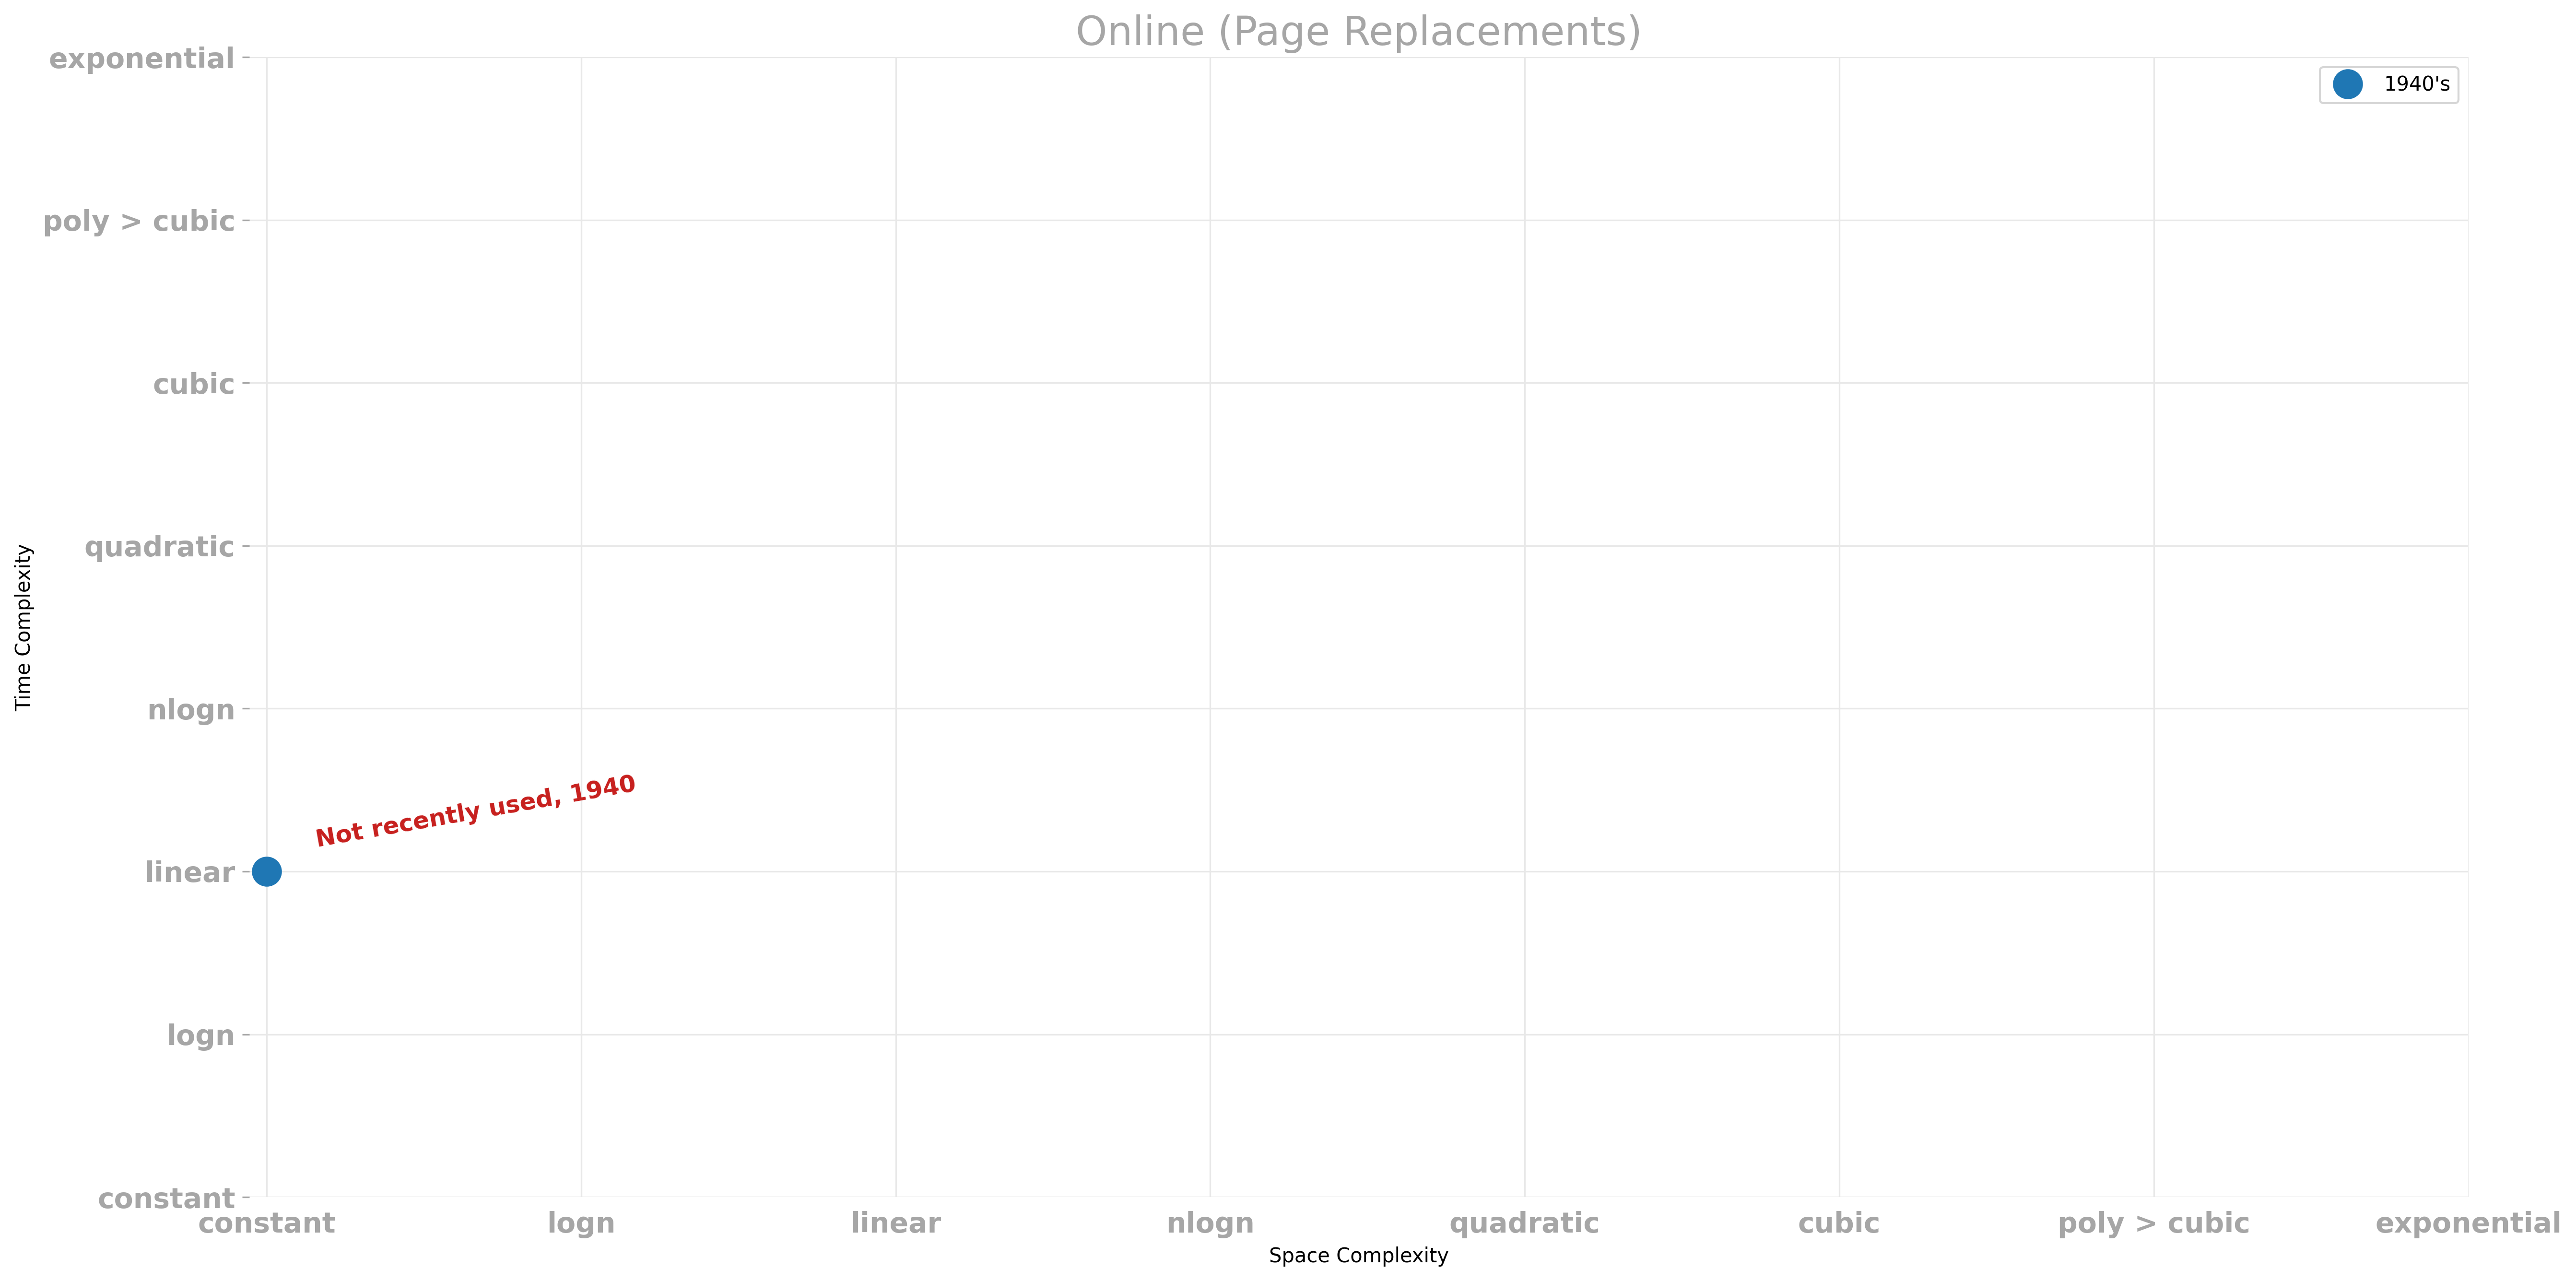 Online (Page Replacements)
exponential
poly > cubic
cubic
quadratic
nlogn
linear
logn
constant
Time Complexity
1940's
Not recently used, 1940
constant
logn
linear
nlogn
quadratic
cubic
poly > cubic
exponential
Space Complexity